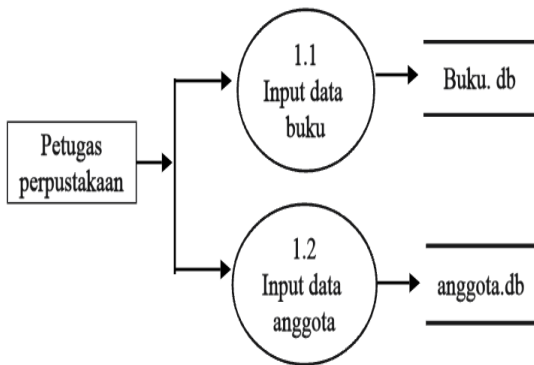 Petugas
perpustakaan
1.1
Input data
buku
Buku. db
1.2
Input data
anggota
anggota.db